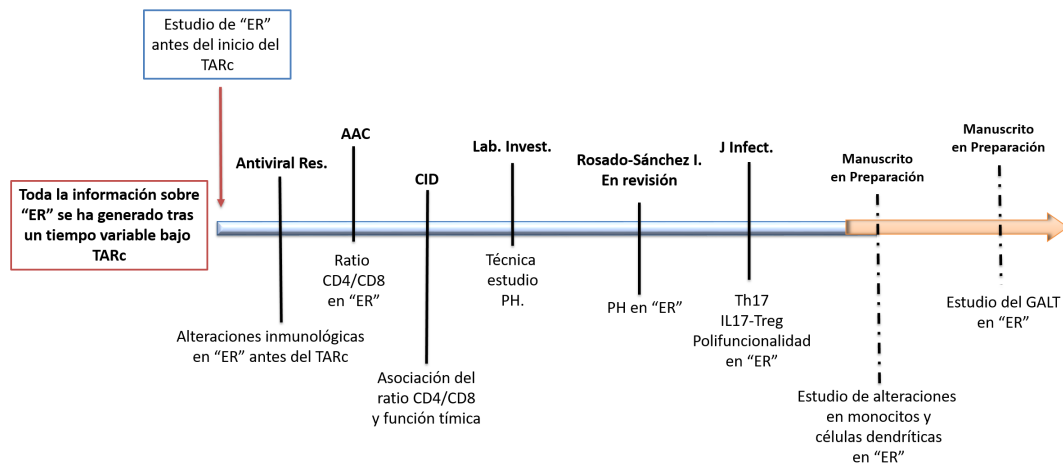 Estudio de “ER”
antes del inicio del
TARc
Toda la información sobre
“ER” se ha generado tras
un tiempo variable bajo
TARc
Antiviral Res.
Alteraciones inmunológicas
en “ER” antes del TARc
AAC
Ratio
CD4/CD8
en “ER”
CID
Asociación del
ratio CD4/CD8
y función tímica
Lab. Invest.
Técnica
estudio
PH.
Rosado-Sánchez I.
En revisión
PH en “ER”
J Infect.
Th17
IL17-Treg
Polifuncionalidad
en “ER”
Manuscrito
en Preparación
Estudio de alteraciones
en monocitos y
células dendríticas
en “ER”
Manuscrito
en Preparación
Estudio del GALT
en “ER”